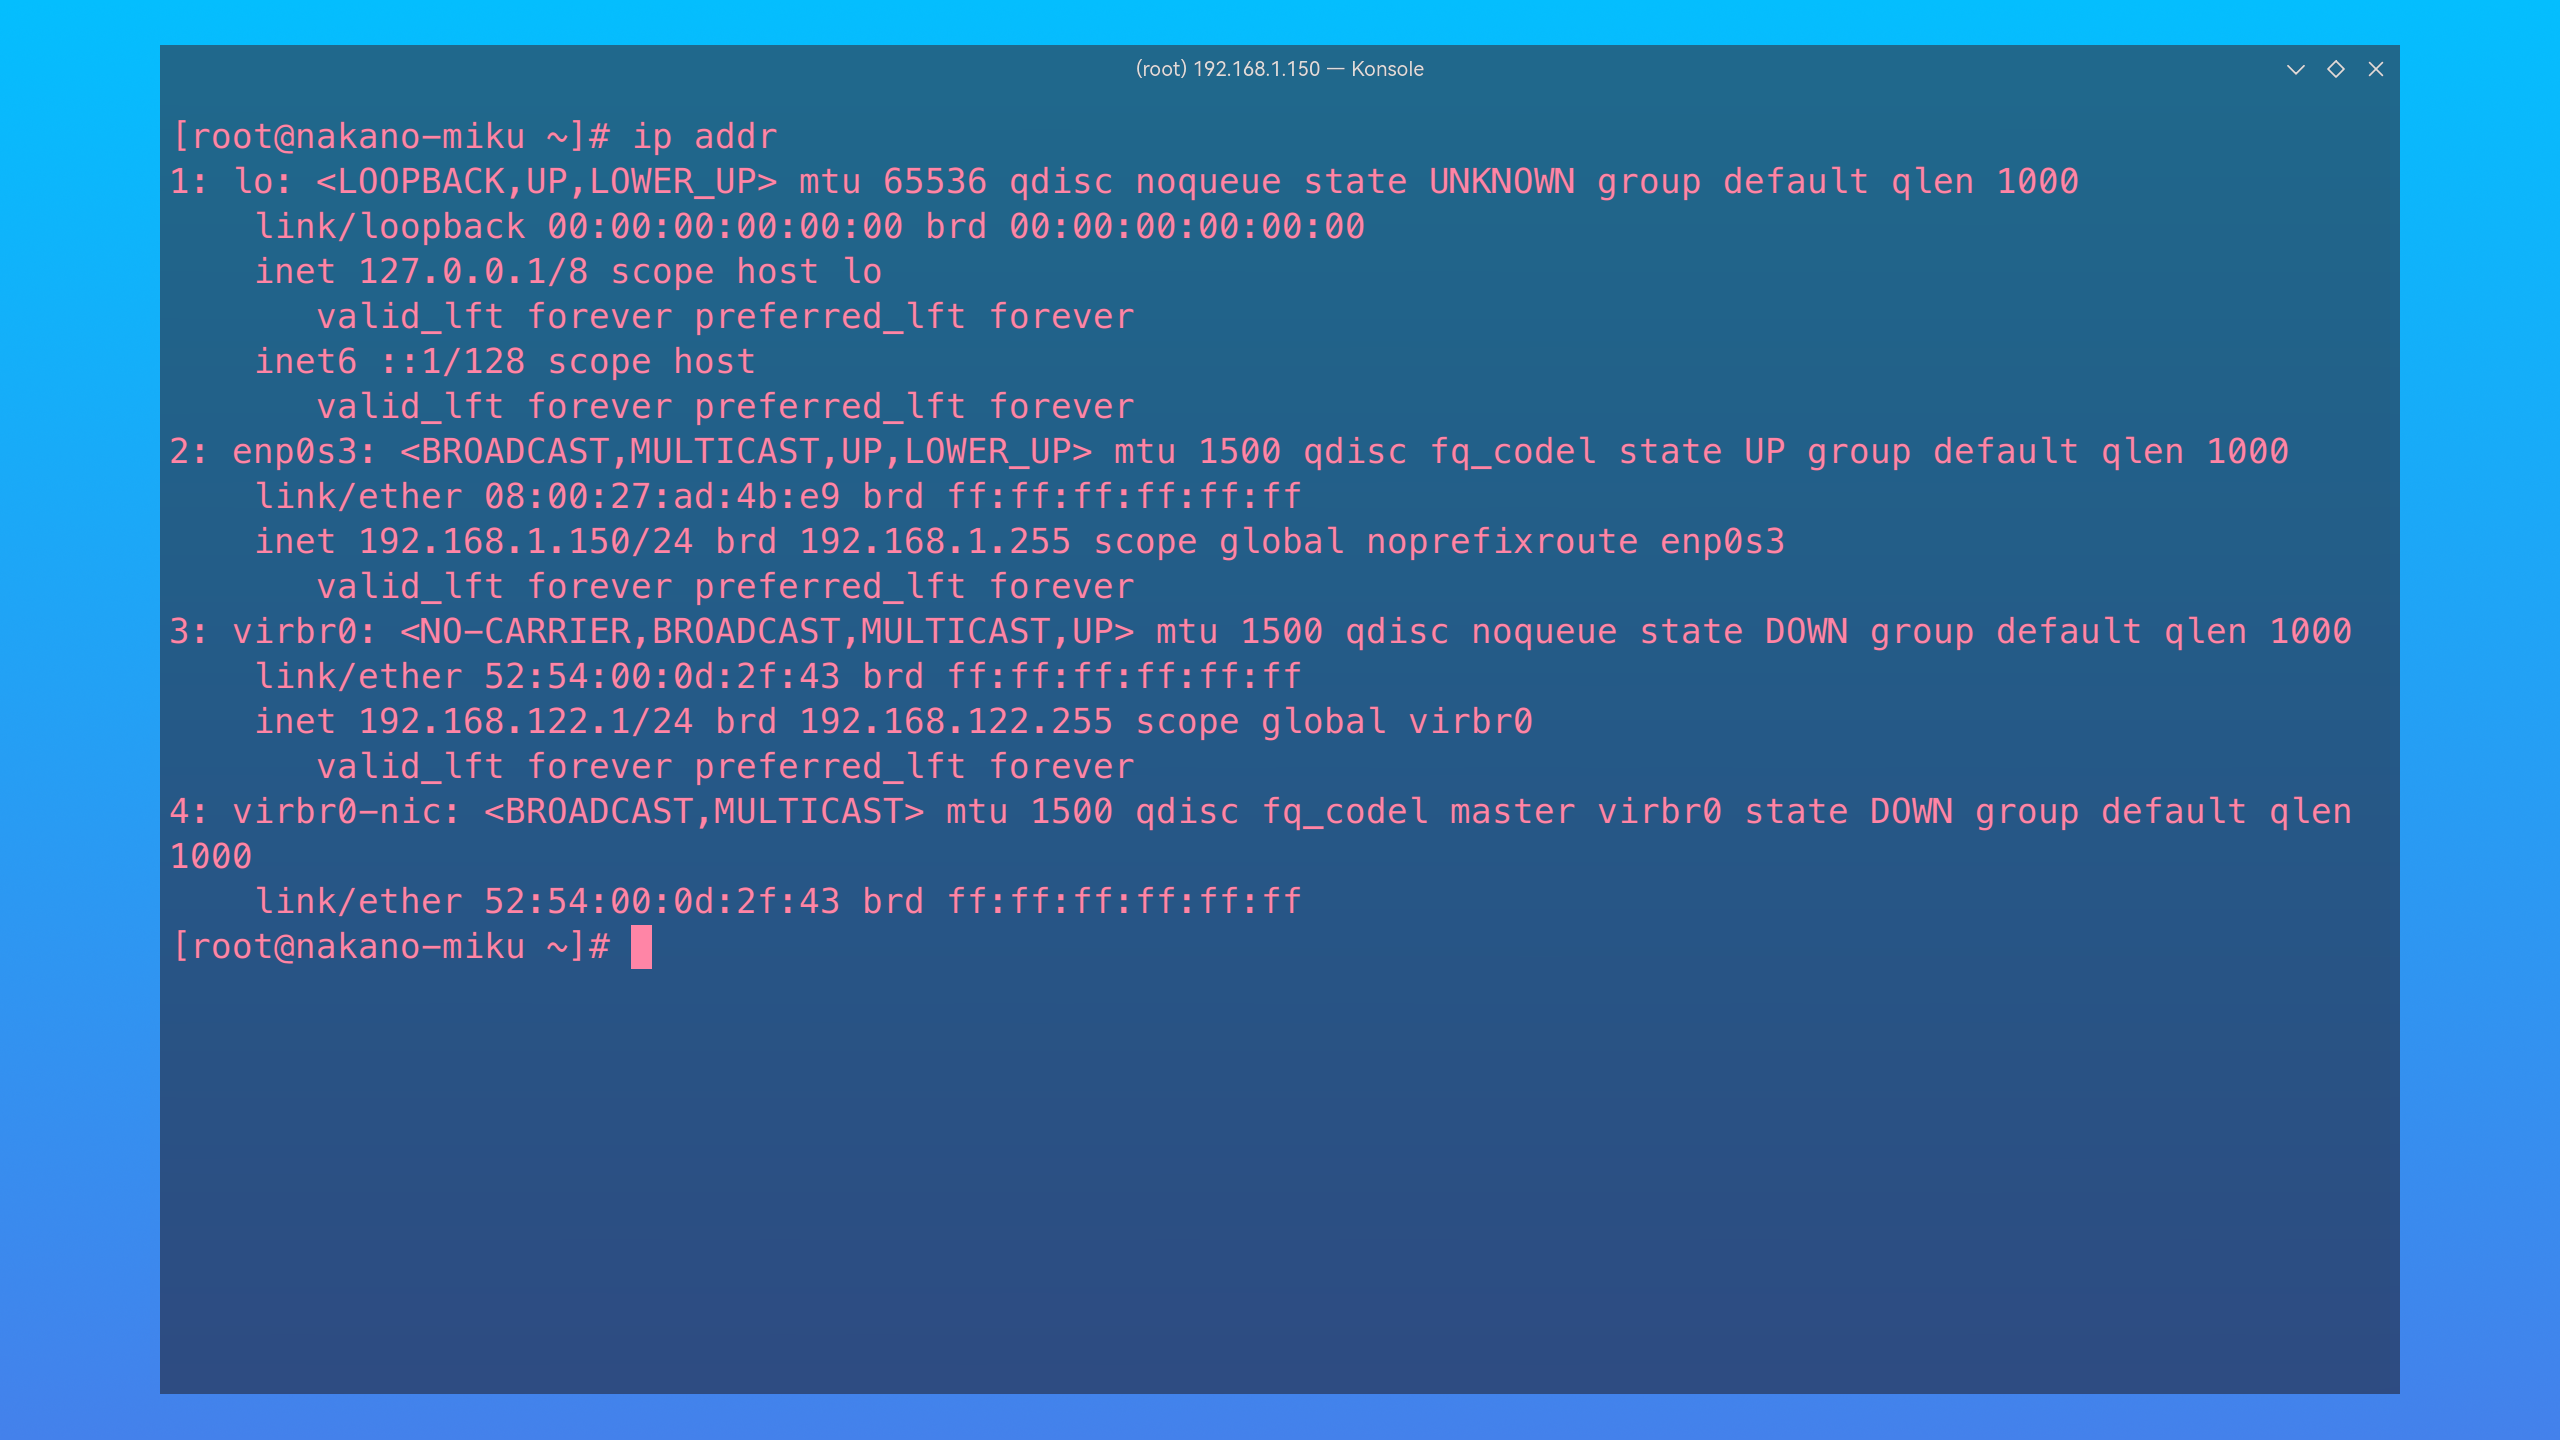 (root) 192.168.1.150 — Konsole
[root@nakano-miku ~]# ip addr
1: lo: <LOOPBACK,UP,LOWER_UP> mtu 65536 qdisc noqueue state UNKNOWN group default qlen 1000
    link/loopback 00:00:00:00:00:00 brd 00:00:00:00:00:00
    inet 127.0.0.1/8 scope host lo
       valid_lft forever preferred_lft forever
    inet6 ::1/128 scope host
       valid_lft forever preferred_lft forever
2: enp0s3: <BROADCAST,MULTICAST,UP,LOWER_UP> mtu 1500 qdisc fq_codel state UP group default qlen 1000
    link/ether 08:00:27:ad:4b:e9 brd ff:ff:ff:ff:ff:ff
    inet 192.168.1.150/24 brd 192.168.1.255 scope global noprefixroute enp0s3
       valid_lft forever preferred_lft forever
3: virbr0: <NO-CARRIER,BROADCAST,MULTICAST,UP> mtu 1500 qdisc noqueue state DOWN group default qlen 1000
    link/ether 52:54:00:0d:2f:43 brd ff:ff:ff:ff:ff:ff
    inet 192.168.122.1/24 brd 192.168.122.255 scope global virbr0
       valid_lft forever preferred_lft forever
4: virbr0-nic: <BROADCAST,MULTICAST> mtu 1500 qdisc fq_codel master virbr0 state DOWN group default qlen
1000
    link/ether 52:54:00:0d:2f:43 brd ff:ff:ff:ff:ff:ff
[root@nakano-miku ~]#